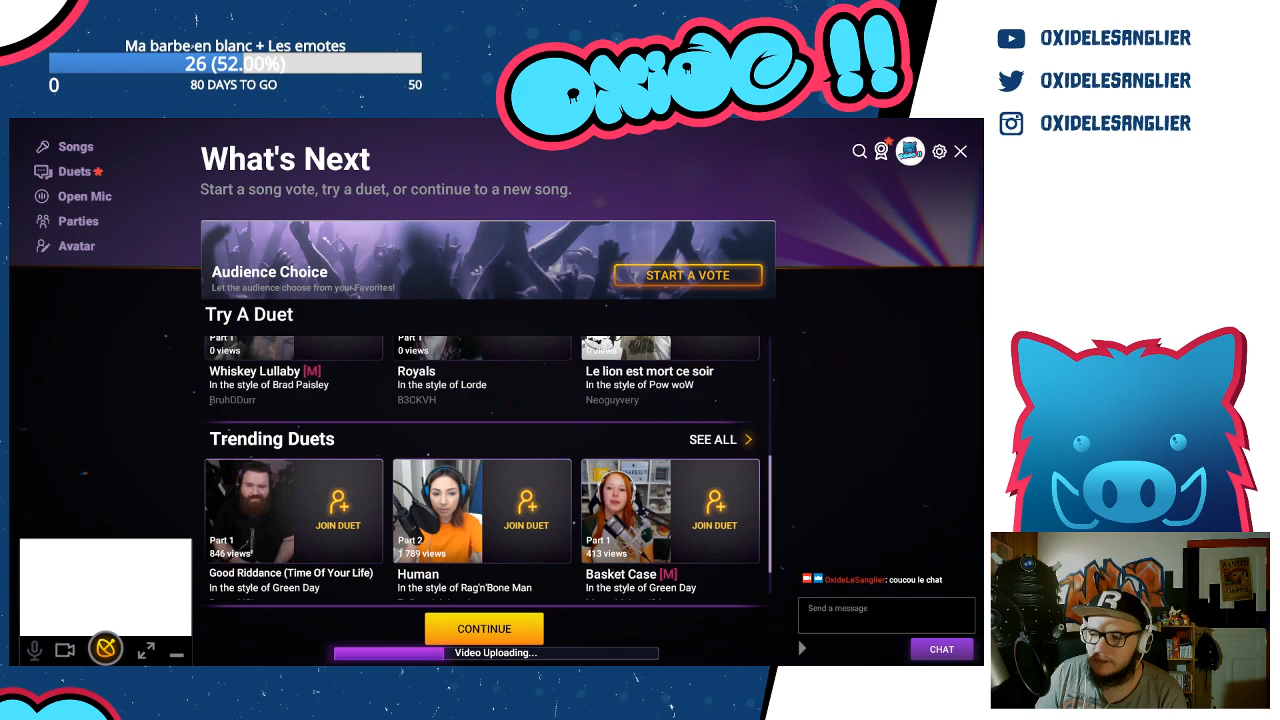 Ma barbe en blanc + Les emotes
26 (52.00%)
0
80 DAYS TO GO
50
OXIDE !!
OXIDELESANGLIER
OXIDELESANGLIER
OXIDELESANGLIER
Songs
Duets
Open Mic
Parties
Avatar
What's Next
Start a song vote, try a duet, or continue to a new song.
Audience Choice
Let the audience choose from your Favorites!
START A VOTE
Try A Duet
Part 1
0 views
Part 1
0 views
0 views
Whiskey Lullaby [M]
In the style of Brad Paisley
BruhDDurr
Royals
In the style of Lorde
B3CKVH
Le lion est mort ce soir
In the style of Pow woW
Neoguyvery
Trending Duets
SEE ALL
Part 1
846 views
JOIN DUET
Part 2
1 789 views
JOIN DUET
Part 1
413 views
JOIN DUET
Good Riddance (Time Of Your Life)
In the style of Green Day
Human
In the style of Rag'n'Bone Man
Basket Case [M]
In the style of Green Day
CONTINUE
Video Uploading...
OxideLeSanglier: coucou le chat
Send a message
CHAT
WANTED